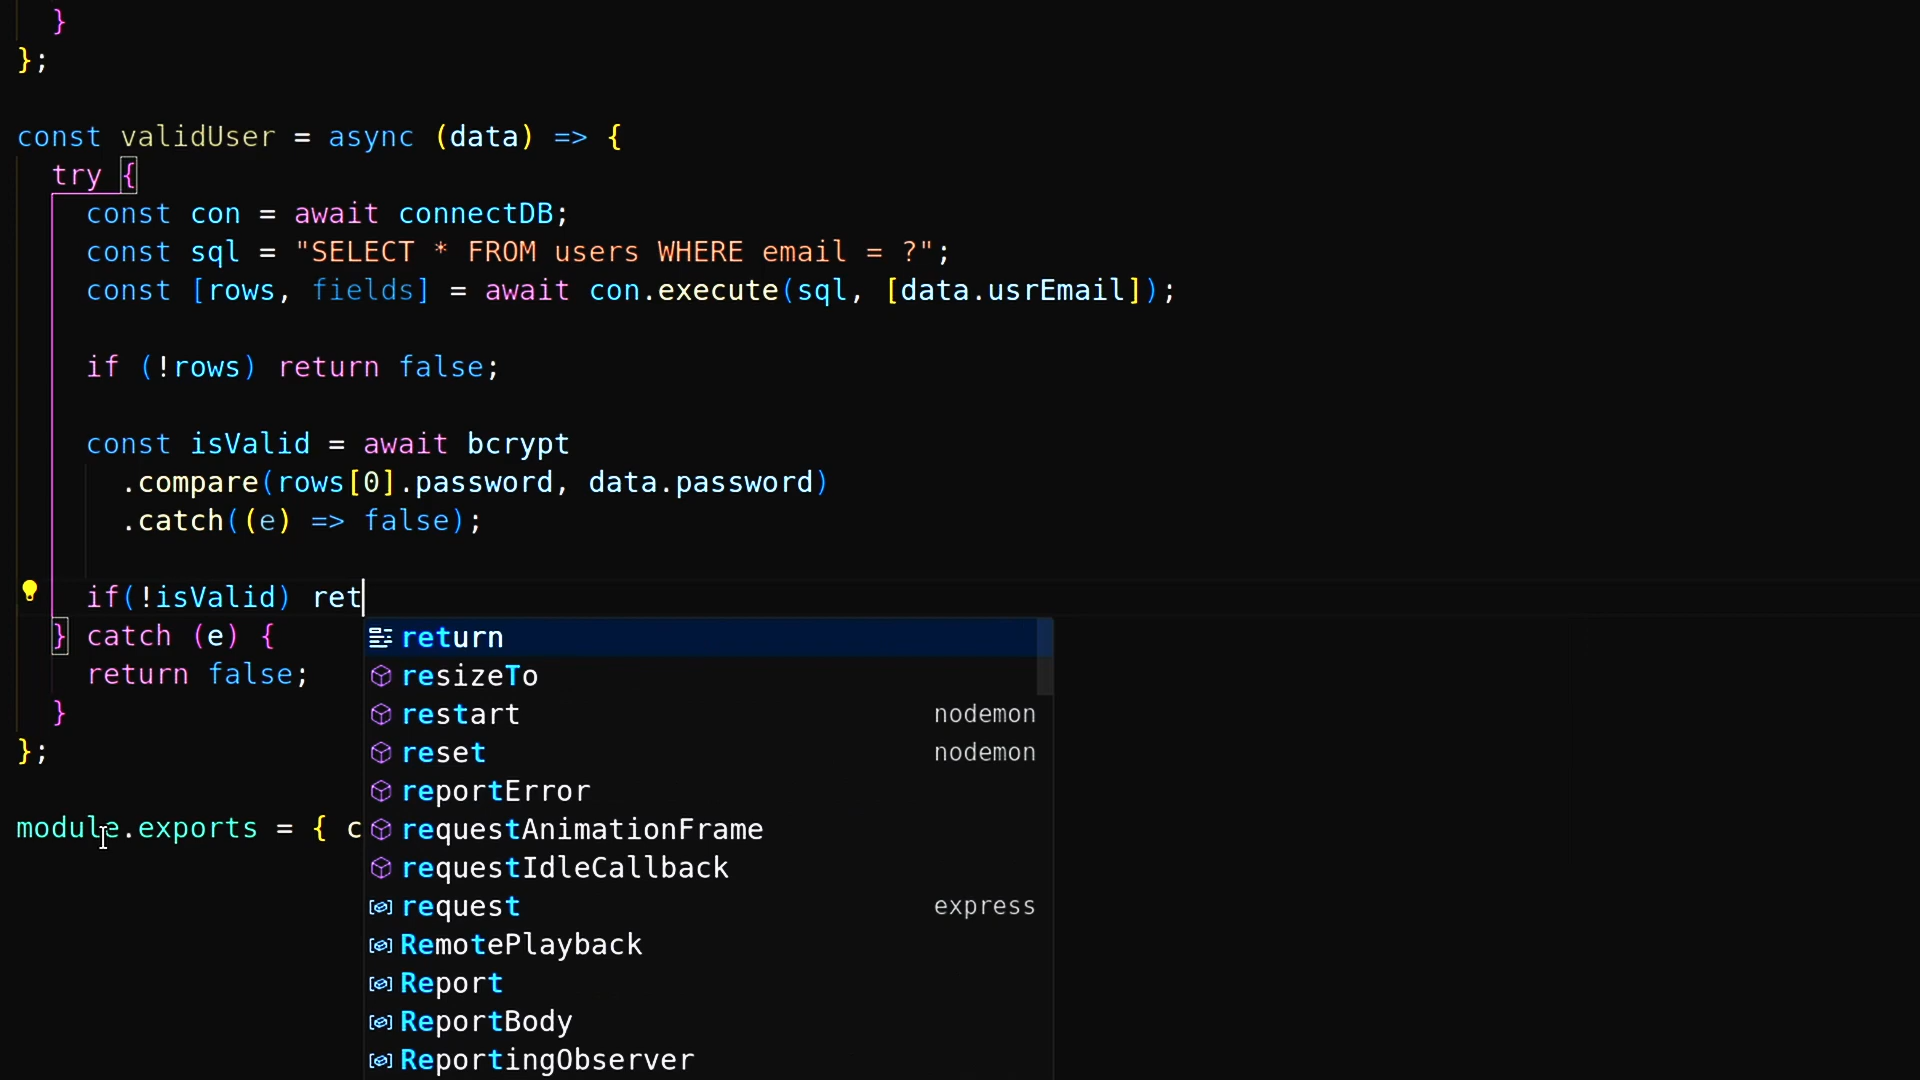 }
};
const validUser = async (data) => {
try {
const con = await connectDB;
const sql = "SELECT * FROM users WHERE email = ?";
const [rows, fields] = await con.execute(sql, [data.usrEmail]);
if (!rows) return false;
const isValid = await bcrypt
.compare(rows[0].password, data.password)
.catch((e) => false);
if(!isValid) ret
} catch (e) {
return false;
}
};
module.exports = { c
return
resizeTo
restart nodemon
reset nodemon
reportError
requestAnimationFrame
requestIdleCallback
request express
RemotePlayback
Report
ReportBody
ReportingObserver